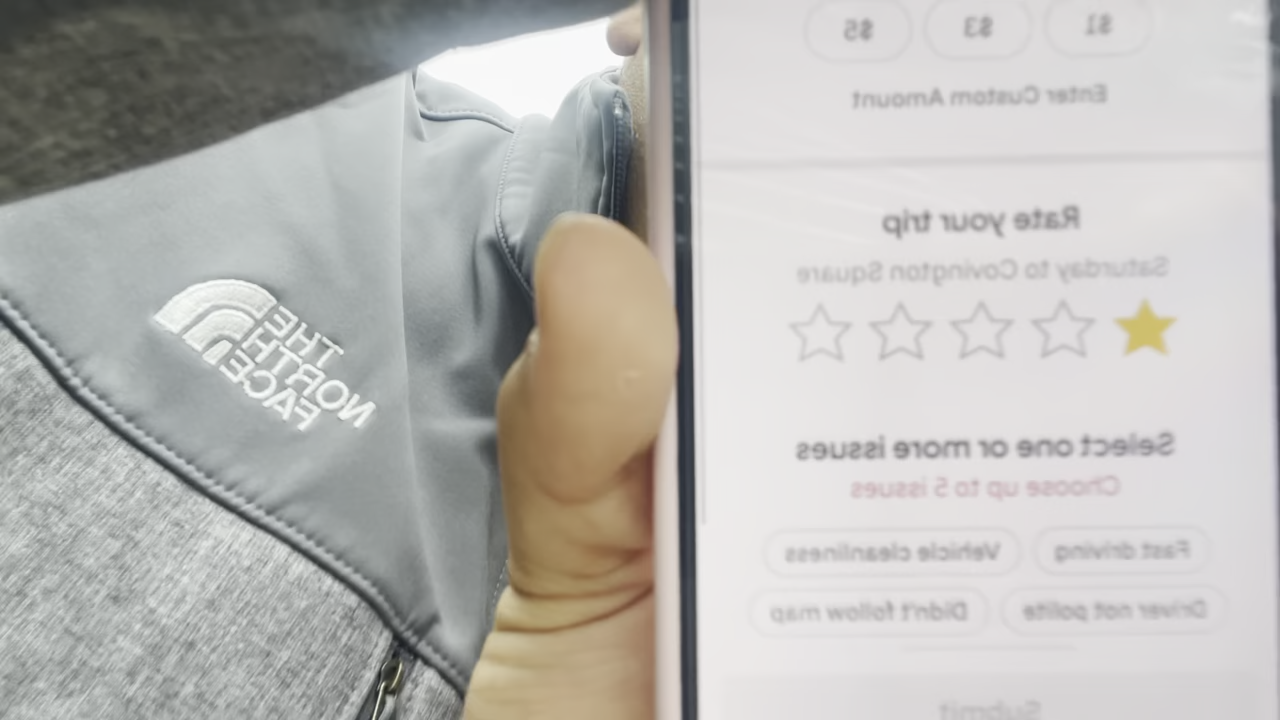 THE
NORTH
FACE
$1 $3 $5
Enter Custom Amount
Rate your trip
Saturday to Covington Square
Select one or more issues
Choose up to 5 issues
Fast driving Vehicle cleanliness
Driver not polite Didn't follow map
Submit